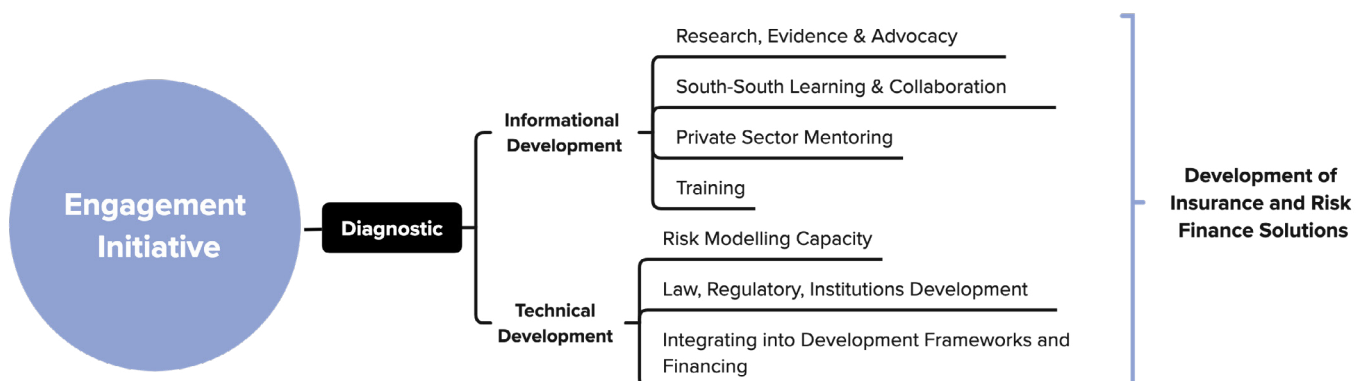 Engagement
Initiative
Diagnostic
Informational
Development
Research, Evidence & Advocacy
South-South Learning & Collaboration
Private Sector Mentoring
Training
Technical
Development
Risk Modelling Capacity
Law, Regulatory, Institutions Development
Integrating into Development Frameworks and
Financing
Development of
Insurance and Risk
Finance Solutions